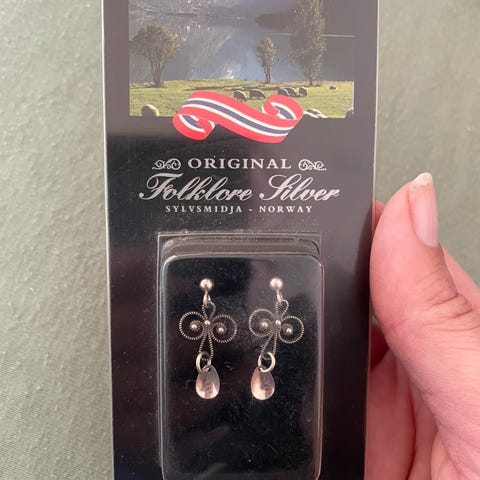 ORIGINAL
Folklore Silver
SYLVSMIDJA - NORWAY